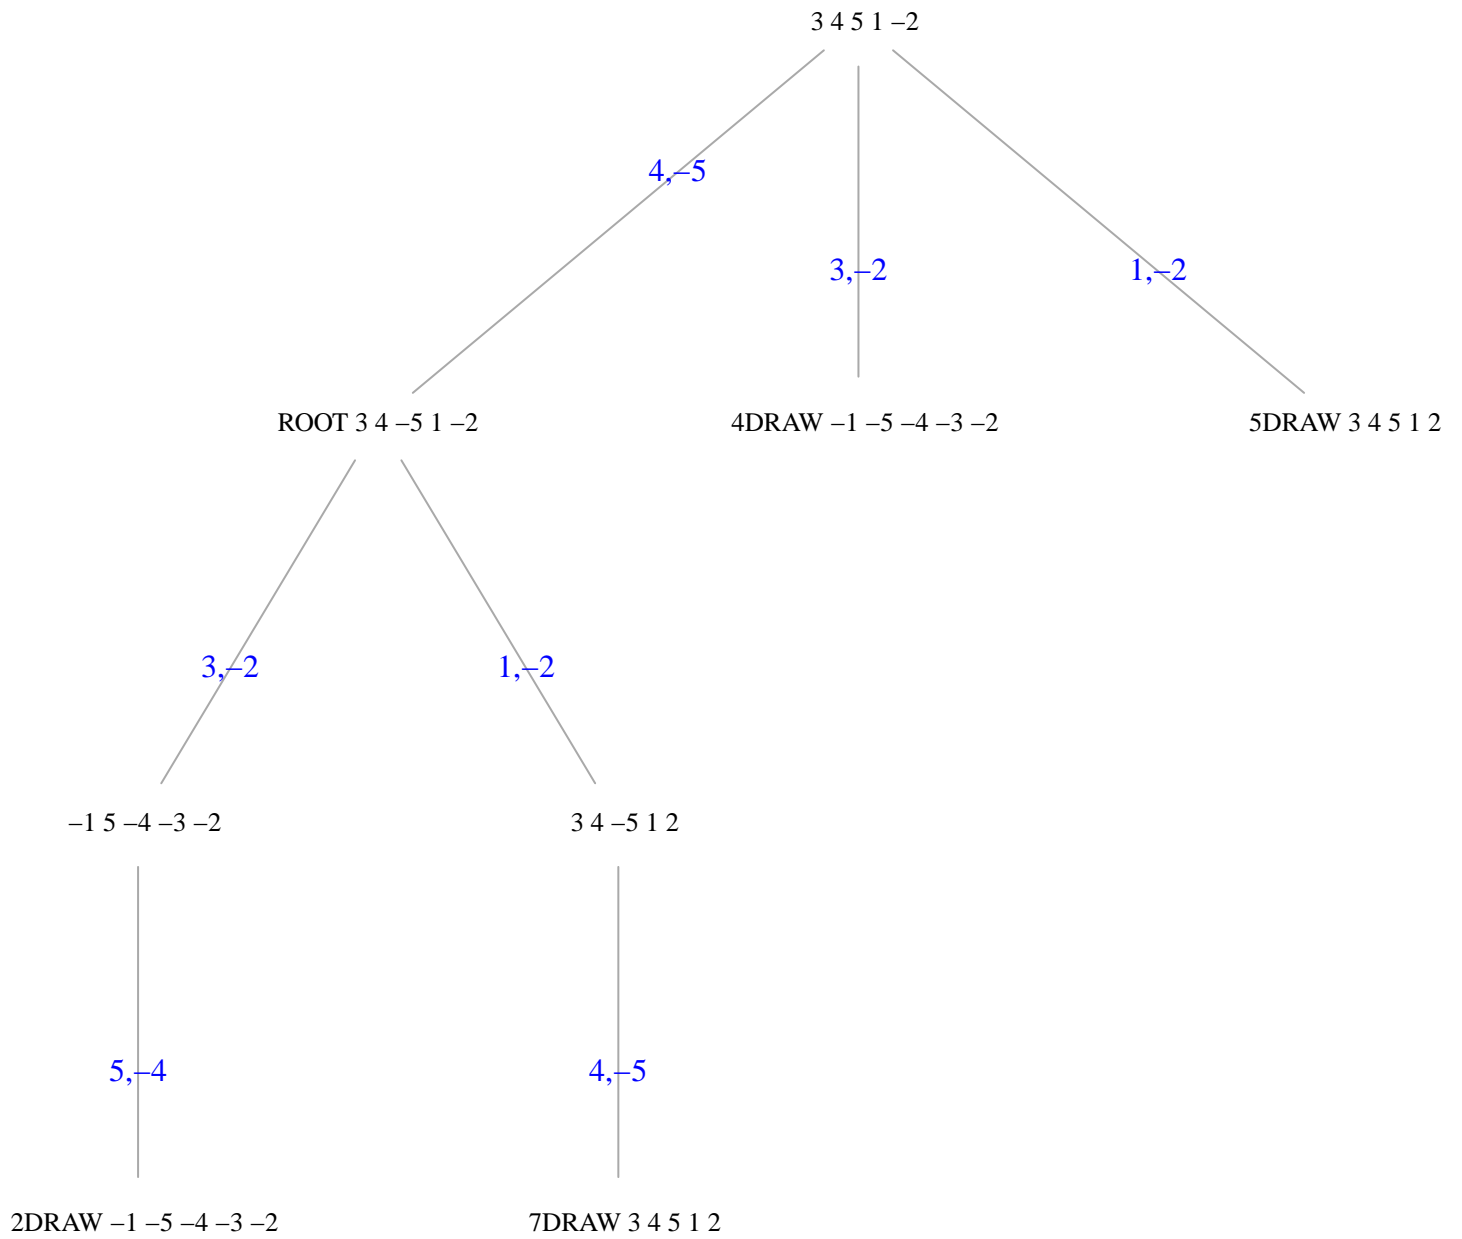 3 4 5 1 –2
4,–5
3,–2
1,–2
ROOT 3 4 –5 1 –2
4DRAW –1 –5 –4 –3 –2
5DRAW 3 4 5 1 2
3,–2
1,–2
–1 5 –4 –3 –2
3 4 –5 1 2
5,–4
4,–5
2DRAW –1 –5 –4 –3 –2
7DRAW 3 4 5 1 2